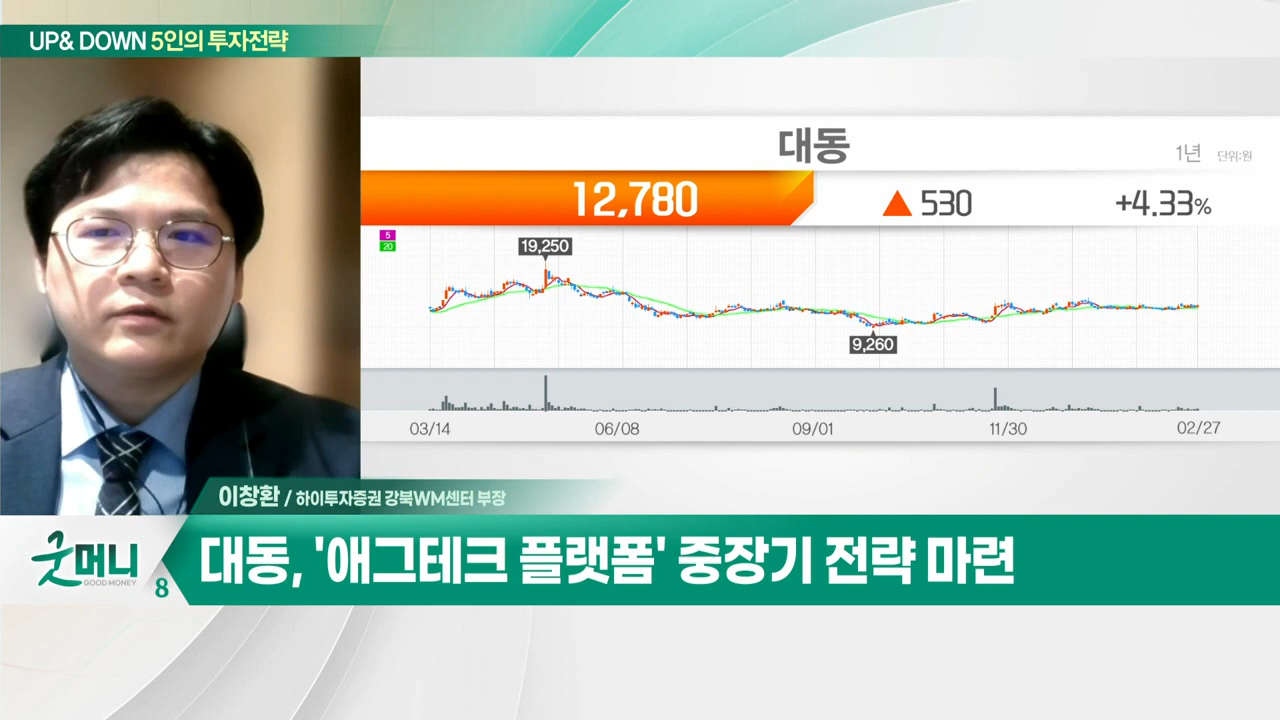 UP& DOWN 5인의 투자전략
대동
1년 단위:원
12,780 ▲ 530 +4.33%
5
20
19,250
9,260
03/14 06/08 09/01 11/30 02/27
이창환 / 하이투자증권 강북WM센터 부장
굿머니
GOOD MONEY
8
대동, '애그테크 플랫폼' 중장기 전략 마련